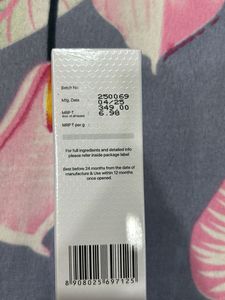 Batch No. 250069
Mfg. Date 04/25
MRP ₹ 349.00
(Incl. of all taxes)
MRP ₹ per g : 6.98
For full ingredients and detailed info
please refer inside package label
Best before 24 months from the date of
manufacture & Use within 12 months
once opened.
8 908025 697125